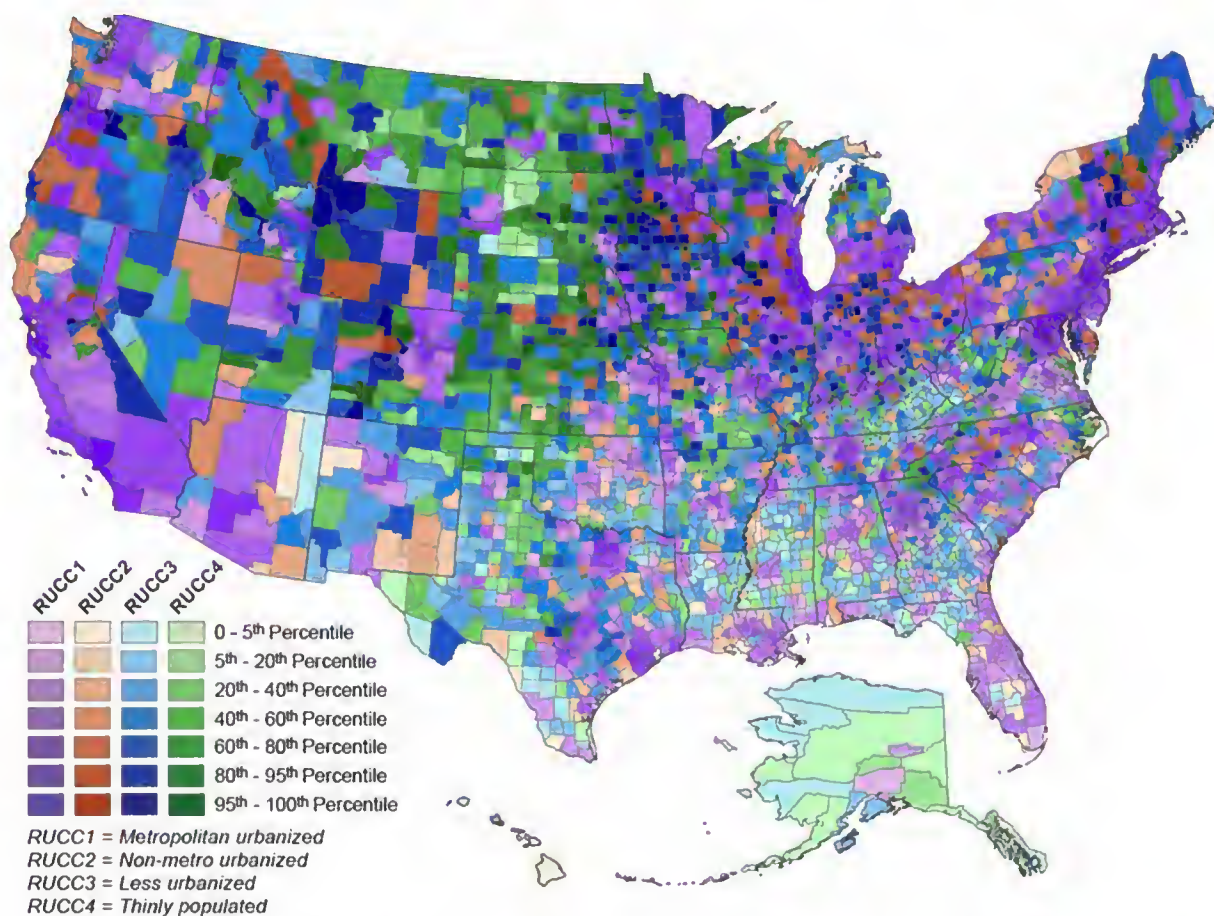 RUCC1 RUCC2 RUCC3 RUCC4
0 - 5th Percentile
5th - 20th Percentile
20th - 40th Percentile
40th - 60th Percentile
60th - 80th Percentile
80th - 95th Percentile
95th - 100th Percentile
RUCC1 = Metropolitan urbanized
RUCC2 = Non-metro urbanized
RUCC3 = Less urbanized
RUCC4 = Thinly populated